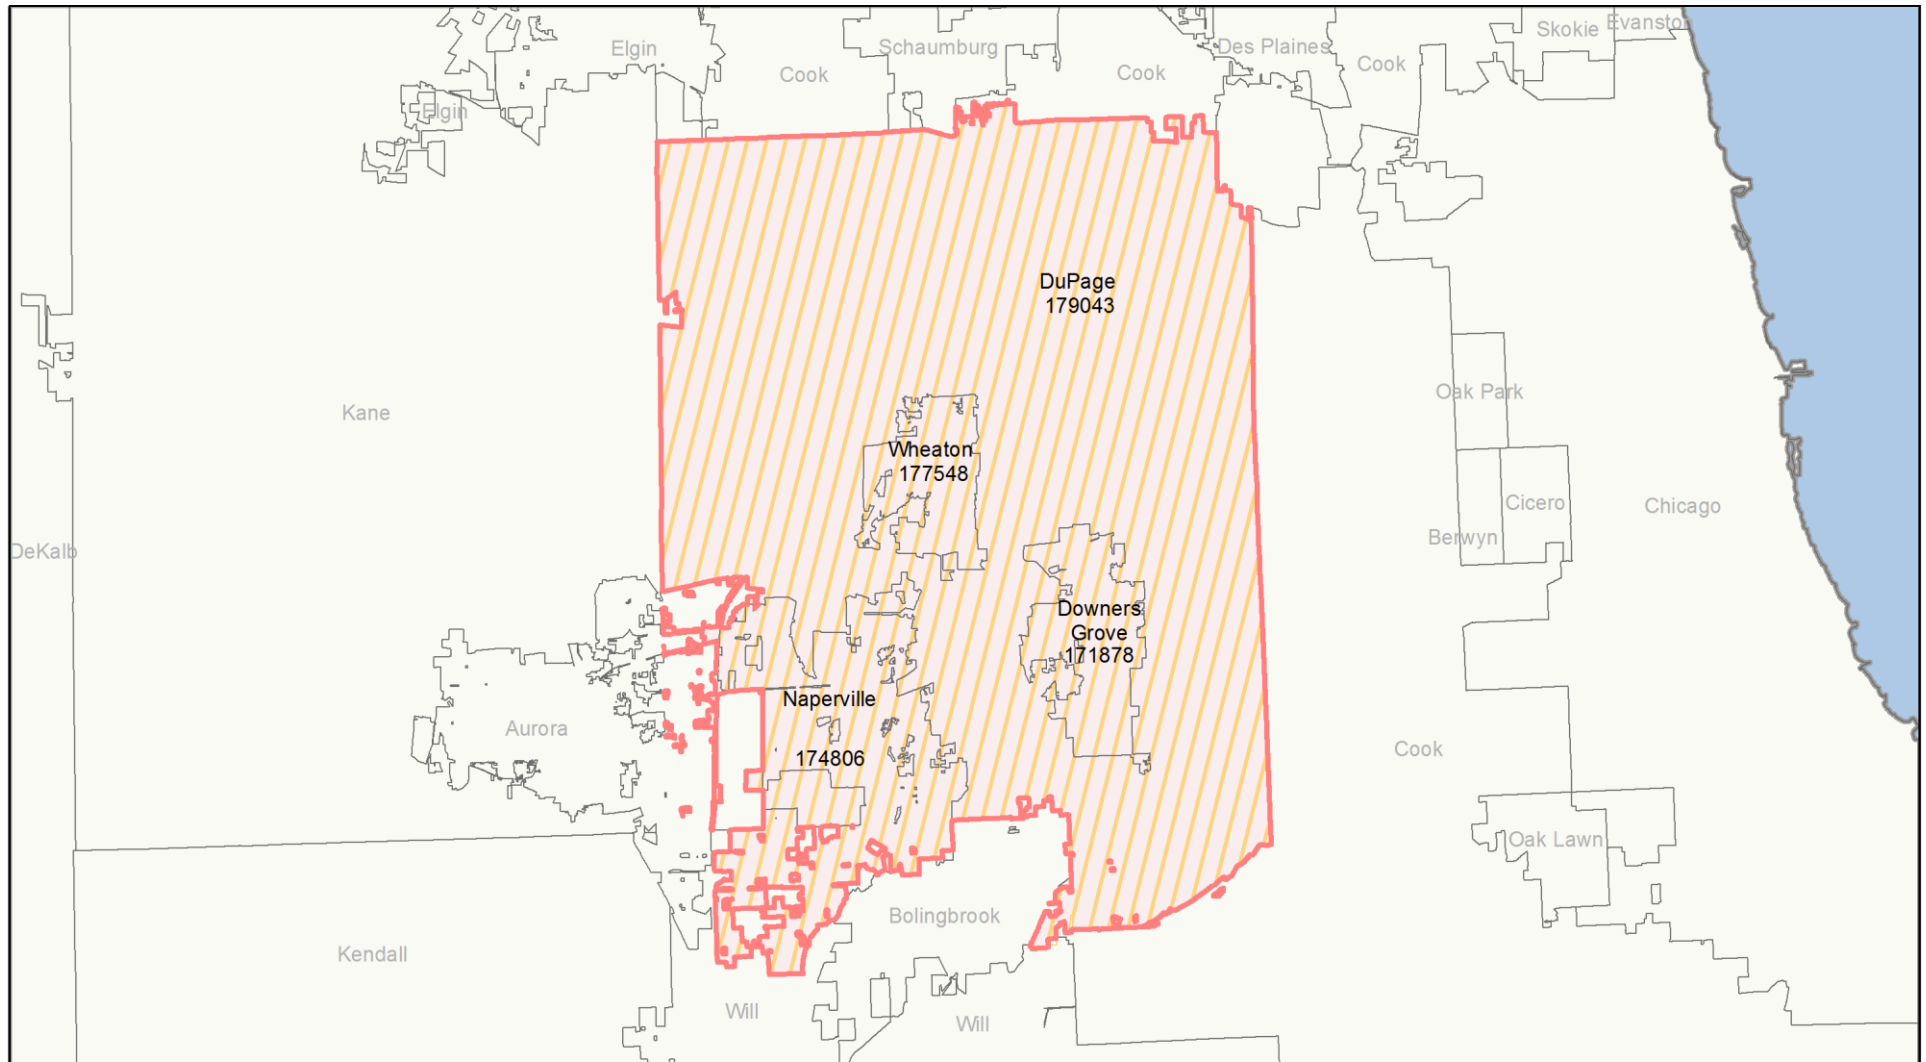 Elgin
Schaumburg
Des Plaines
Skokie
Evanston
Cook
Cook
Cook
Elgin
DuPage
179043
Kane
Oak Park
Wheaton
177548
Cicero
Chicago
Berwyn
DeKalb
Downers
Grove
171878
Naperville
174806
Aurora
Cook
Oak Lawn
Bolingbrook
Kendall
Will
Will